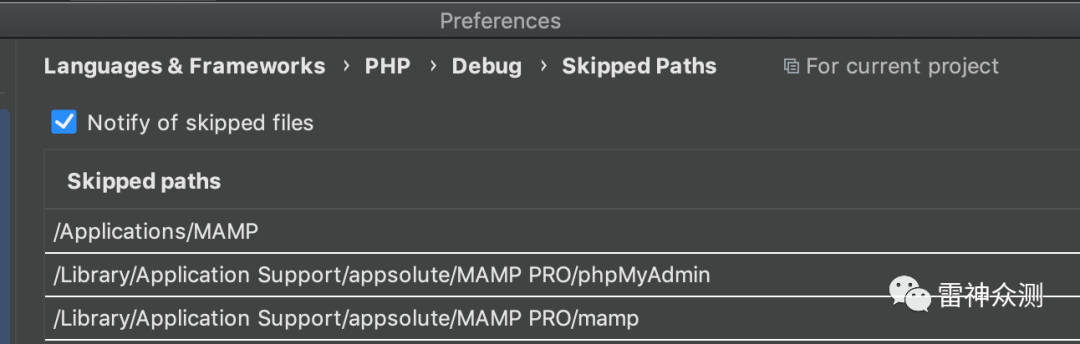 Preferences
Languages & Frameworks › PHP › Debug › Skipped Paths For current project
Notify of skipped files
Skipped paths
/Applications/MAMP
/Library/Application Support/appsolute/MAMP PRO/phpMyAdmin
雷神众测
/Library/Application Support/appsolute/MAMP PRO/mamp